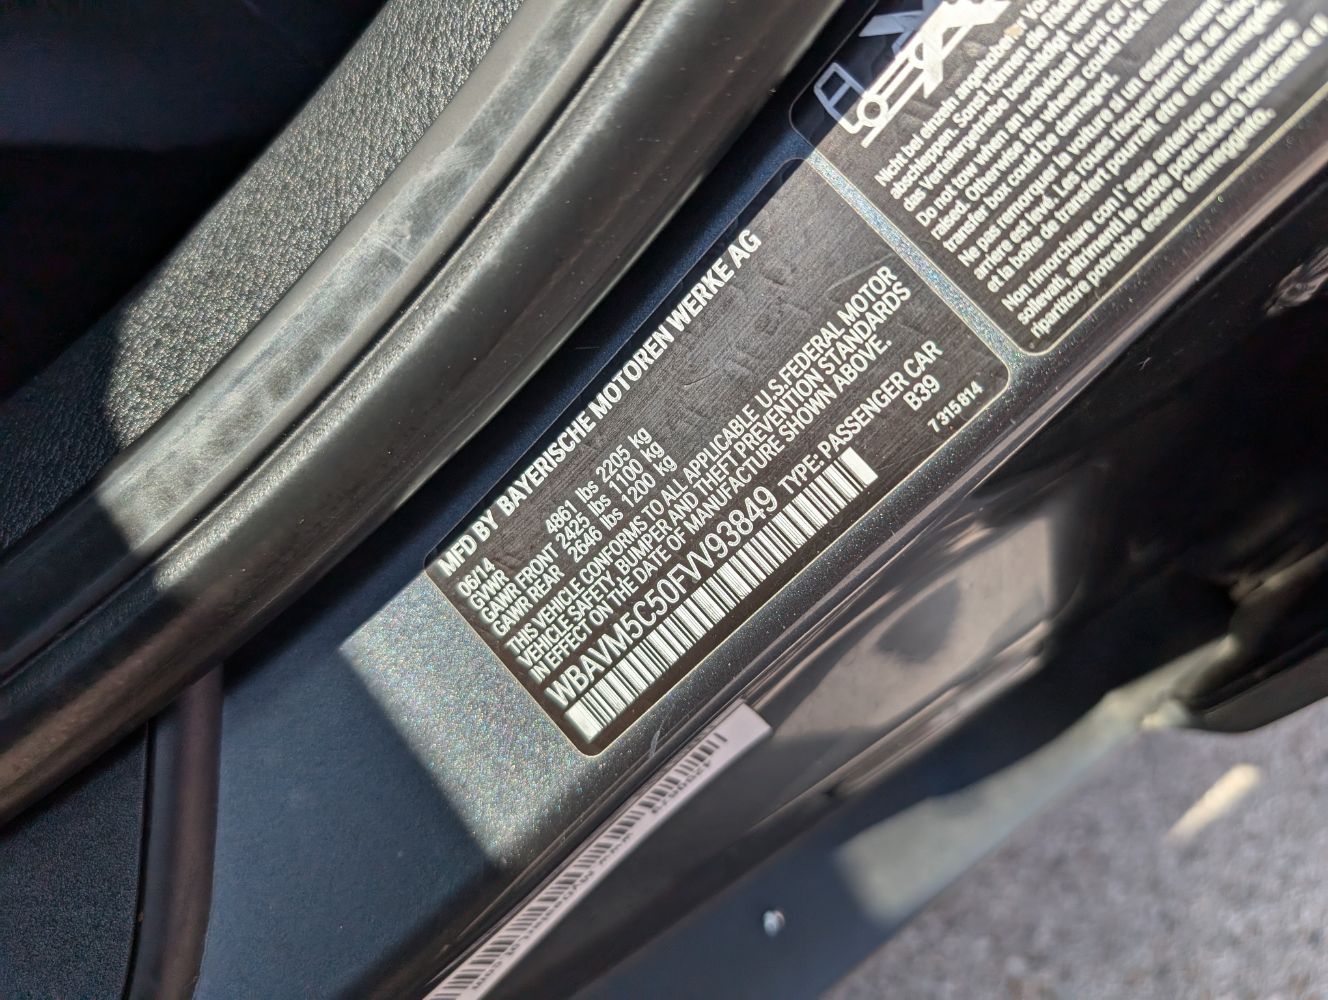 MFD BY BAYERISCHE MOTOREN WERKE AG
06/14
GVWR 4861 lbs 2205 kg
GAWR FRONT 2425 lbs 1100 kg
GAWR REAR 2646 lbs 1200 kg
THIS VEHICLE CONFORMS TO ALL APPLICABLE U.S.FEDERAL MOTOR
VEHICLE SAFETY, BUMPER AND THEFT PREVENTION STANDARDS
IN EFFECT ON THE DATE OF MANUFACTURE SHOWN ABOVE.
WBAVM5C50FVV93849 TYPE: PASSENGER CAR
B39
7315 814
Nicht bei einzeln angehobener
abschleppen. Sonst können die
das Verteilergetriebe beschädigt werden.
Do not tow when an individual front or
raised. Otherwise the wheels could lock
transfer box could be damaged.
Ne pas remorquer la voiture si un essieu avant
arrière est levé. Les roues risqueraient de se
et la boîte de transfert pourrait être endommagée.
Non rimorchiare con l'asse anteriore o posteriore
sollevati, altrimenti le ruote potrebbero bloccarsi e
ripartitore potrebbe essere danneggiato.